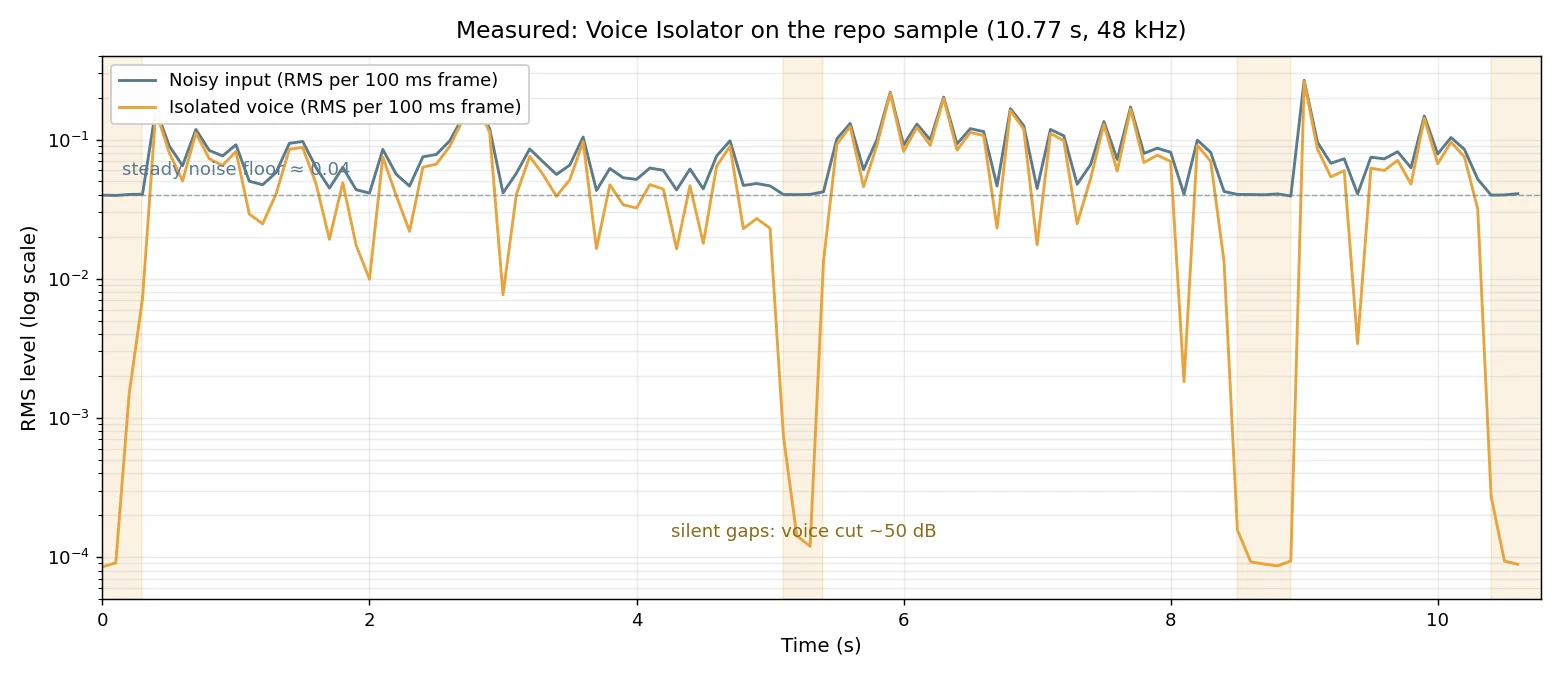 Measured: Voice Isolator on the repo sample (10.77 s, 48 kHz)
Noisy input (RMS per 100 ms frame)
Isolated voice (RMS per 100 ms frame)
steady noise floor ≈ 0.04
silent gaps: voice cut ~50 dB
RMS level (log scale)
10⁻¹
10⁻²
10⁻³
10⁻⁴
0 2 4 6 8 10
Time (s)